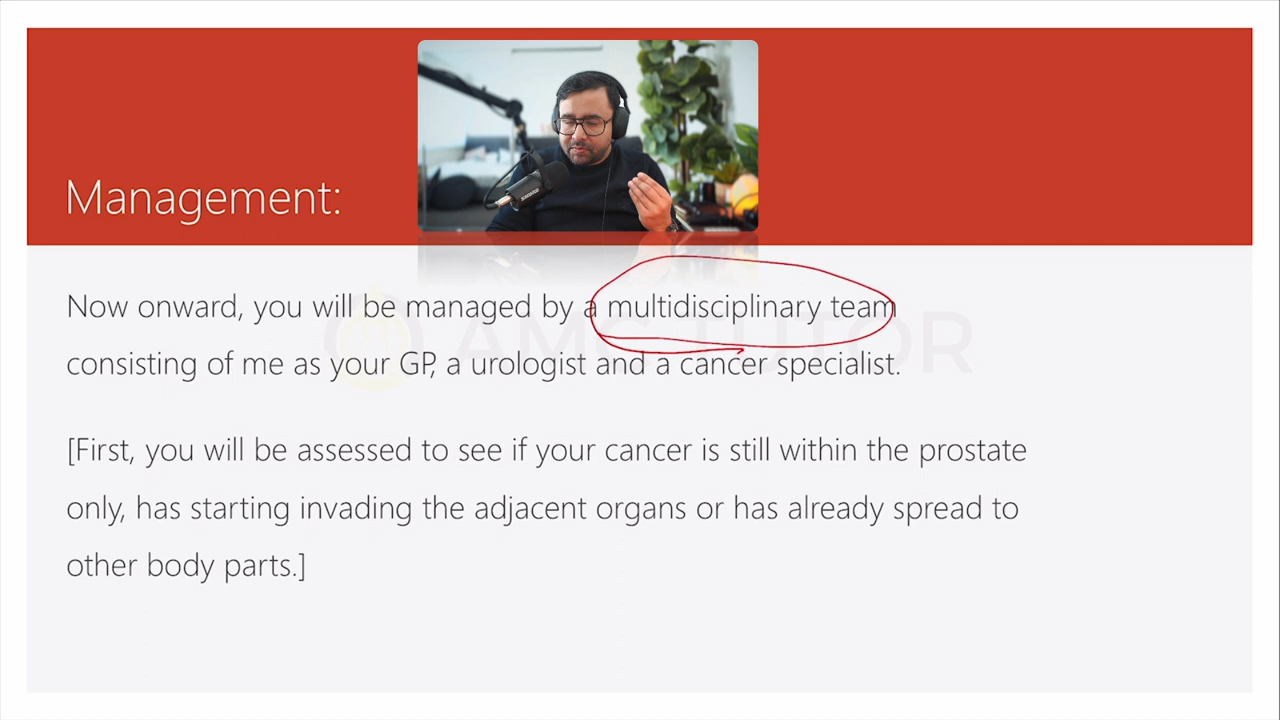 Management:
Now onward, you will be managed by a multidisciplinary team
consisting of me as your GP, a urologist and a cancer specialist.
[First, you will be assessed to see if your cancer is still within the prostate
only, has starting invading the adjacent organs or has already spread to
other body parts.]
AMC TUTOR